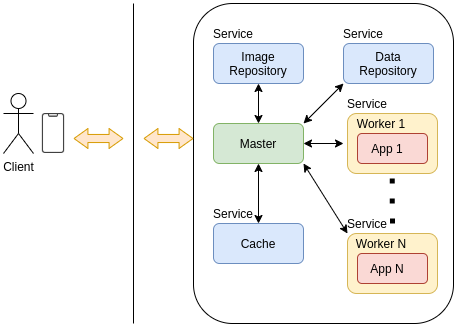 Service
Image
Repository
Service
Data
Repository
Client
Master
Service
Worker 1
App 1
Service
Cache
Service
Worker N
App N